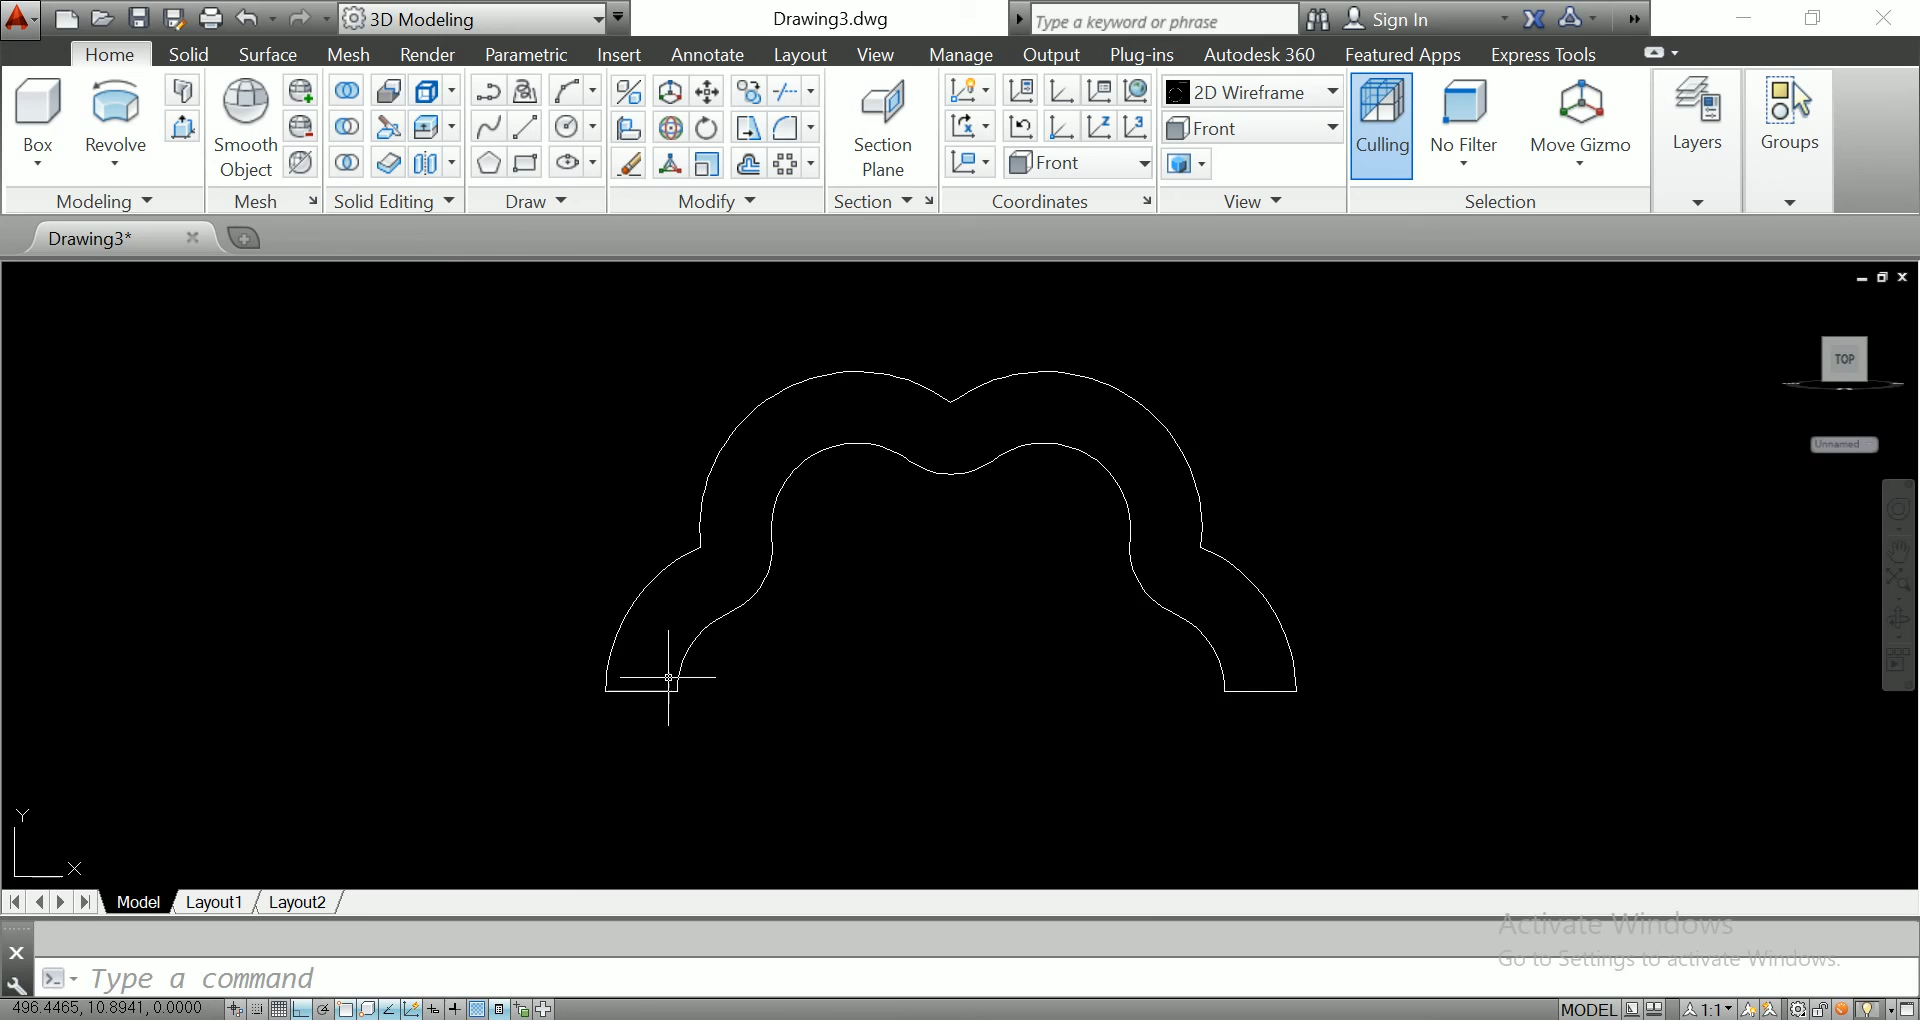 3D Modeling Drawing3.dwg Type a keyword or phrase Sign In
Home Solid Surface Mesh Render Parametric Insert Annotate Layout View Manage Output Plug-ins Autodesk 360 Featured Apps Express Tools
Box Revolve Smooth Object Section Plane 2D Wireframe Front Front Culling No Filter Move Gizmo Layers Groups
Modeling Mesh Solid Editing Draw Modify Section Coordinates View Selection
Drawing3*
TOP
Unnamed
Y
X
Model Layout1 Layout2
Activate Windows
Go to Settings to activate Windows.
Type a command
496.4465, 10.8941, 0.0000 MODEL 1:1